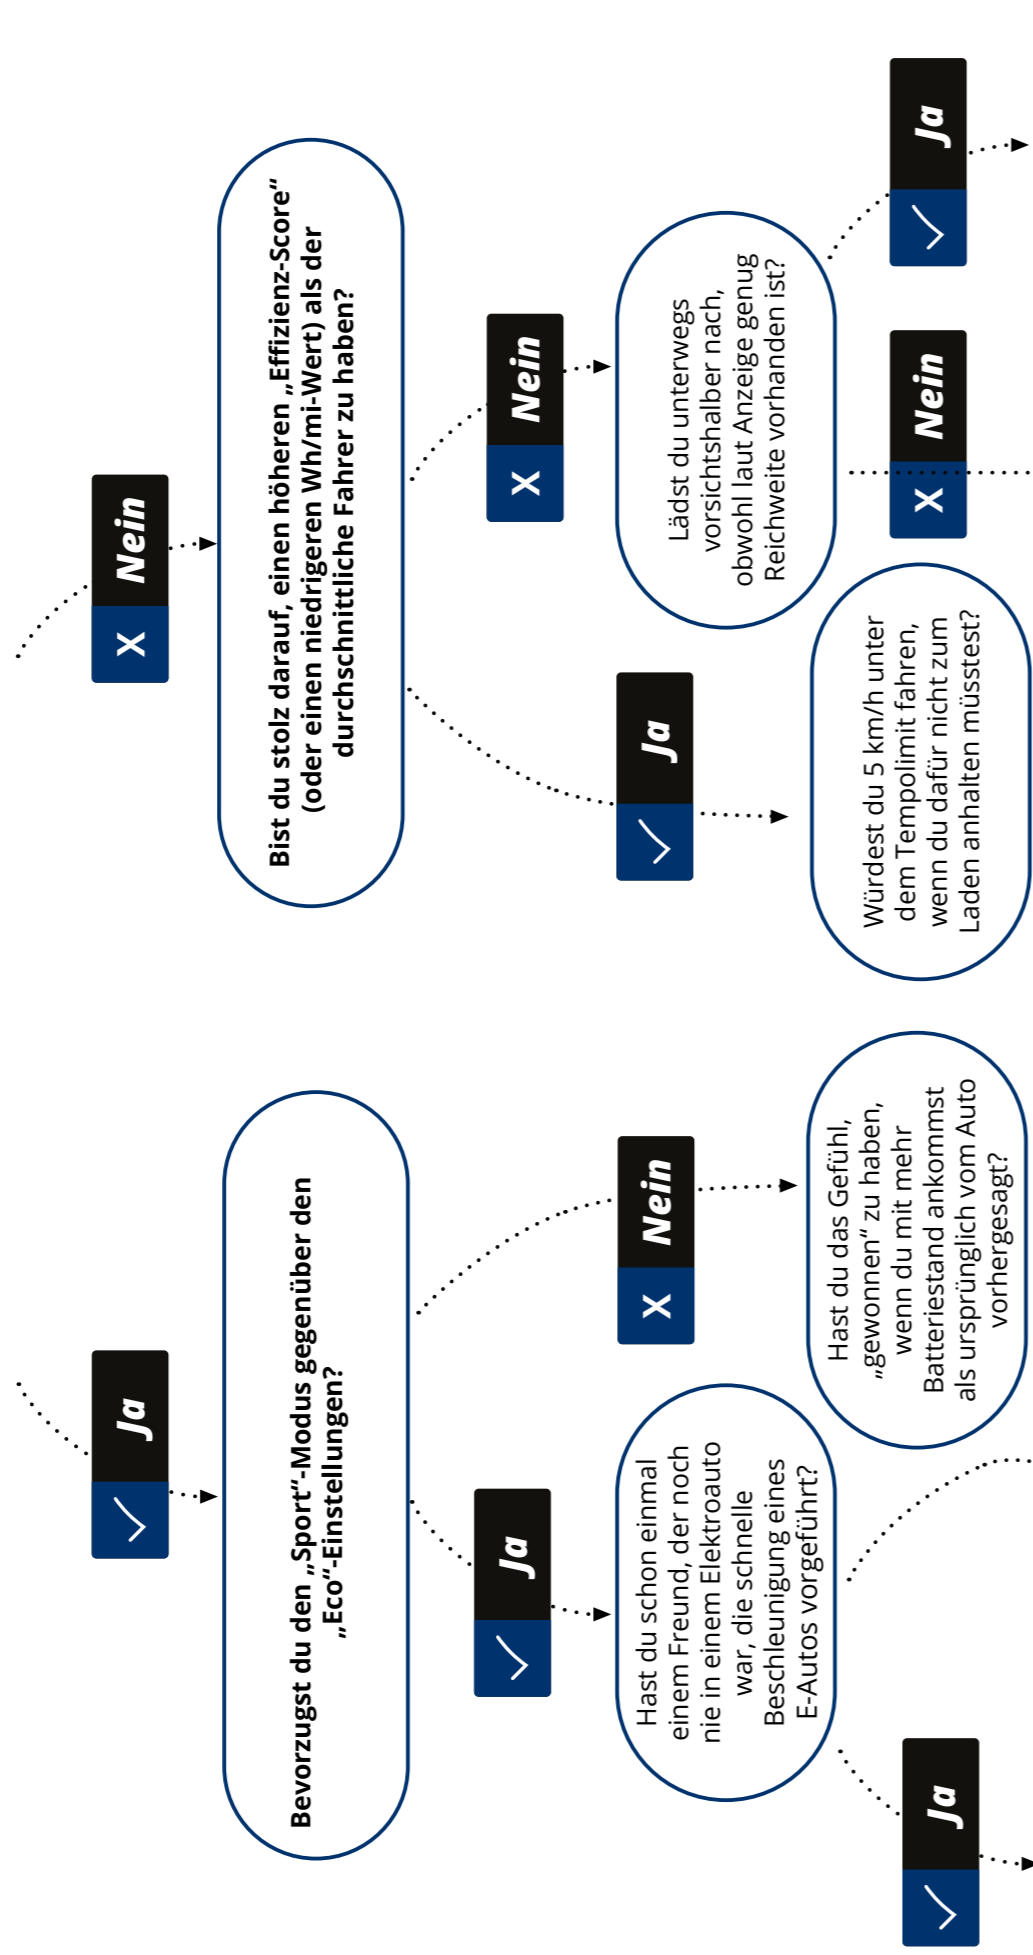 Ja
X Nein
Bevorzugst du den „Sport“-Modus gegenüber den
„Eco“-Einstellungen?
Bist du stolz darauf, einen höheren „Effizienz-Score“
(oder einen niedrigeren Wh/mi-Wert) als der
durchschnittliche Fahrer zu haben?
Ja
X Nein
Ja
X Nein
Hast du schon einmal
einem Freund, der noch
nie in einem Elektroauto
war, die schnelle
Beschleunigung eines
E-Autos vorgeführt?
Hast du das Gefühl,
„gewonnen“ zu haben,
wenn du mit mehr
Batteriestand ankommst
als ursprünglich vom Auto
vorhergesagt?
Würdest du 5 km/h unter
dem Tempolimit fahren,
wenn du dafür nicht zum
Laden anhalten müsstest?
Lädst du unterwegs
vorsichtshalber nach,
obwohl laut Anzeige genug
Reichweite vorhanden ist?
Ja
X Nein
Ja